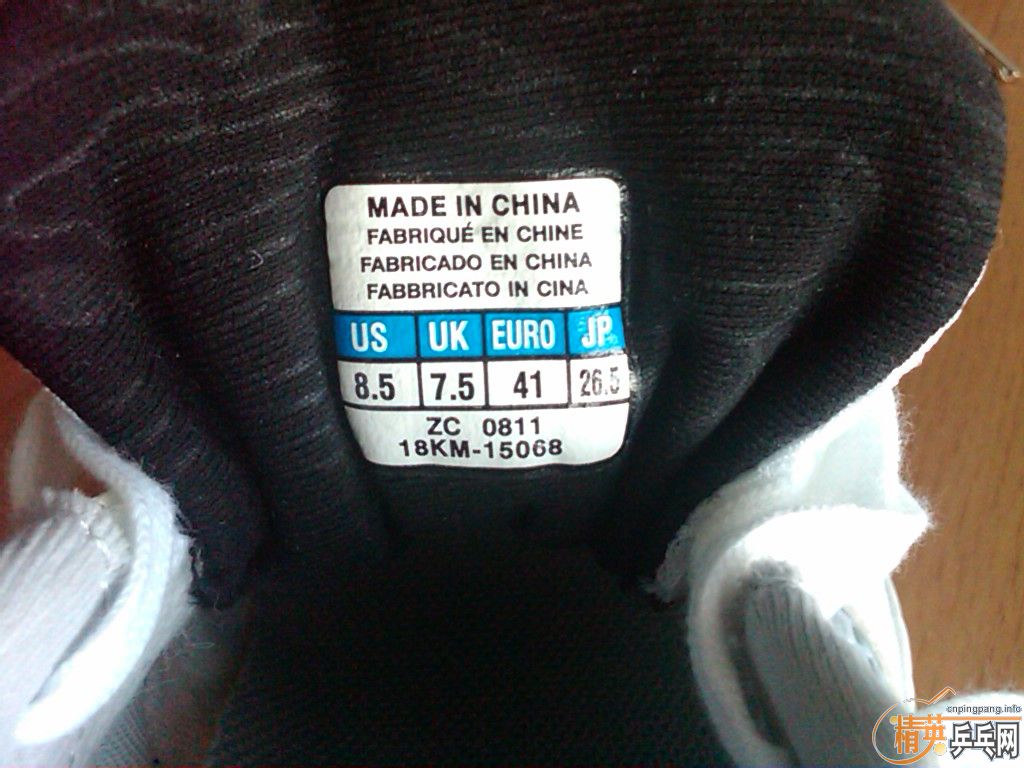 MADE IN CHINA
FABRIQUÉ EN CHINE
FABRICADO EN CHINA
FABBRICATO IN CINA
US UK EURO JP
8.5 7.5 41 26.5
ZC 0811
18KM-15068
cnpingpang.info
精英乒乓网